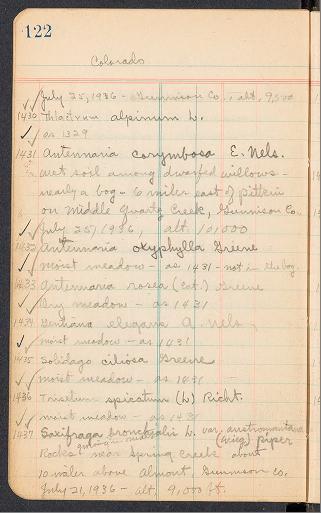 122
Colorado
July 25, 1936 - Gunnison Co., alt. 9,500
1430 Thlaictrum alpinum L.
as 1329
1431 Antennaria corymbosa E. Nels.
wet soil among dwarfed willows -
nearly a bog - 6 miles east of Pitkin
on Middle Quartz Creek, Gunnison Co.
July 25, 1936, alt. 10,000
1432 Antennaria oxyphylla Greene
moist meadow - as 1431 - not in the bog.
1433 Antennaria rosea (Eat.) Greene
Dry meadow - as 1431
1434 Gentiana elegans A. Nels.
moist meadow - as 1431
1435 Solidago ciliosa Greene
moist meadow - as 1431
1436 Trisetum spicatum (L) Richt.
moist meadow - as 1431
1437 Saxifraga bronchialis L. var. austromontana
(Wieg) Piper
Rocks near Spring Creek about
10 miles above Almont, Gunnison Co.
July 21, 1936 - alt. 9,000 ft.